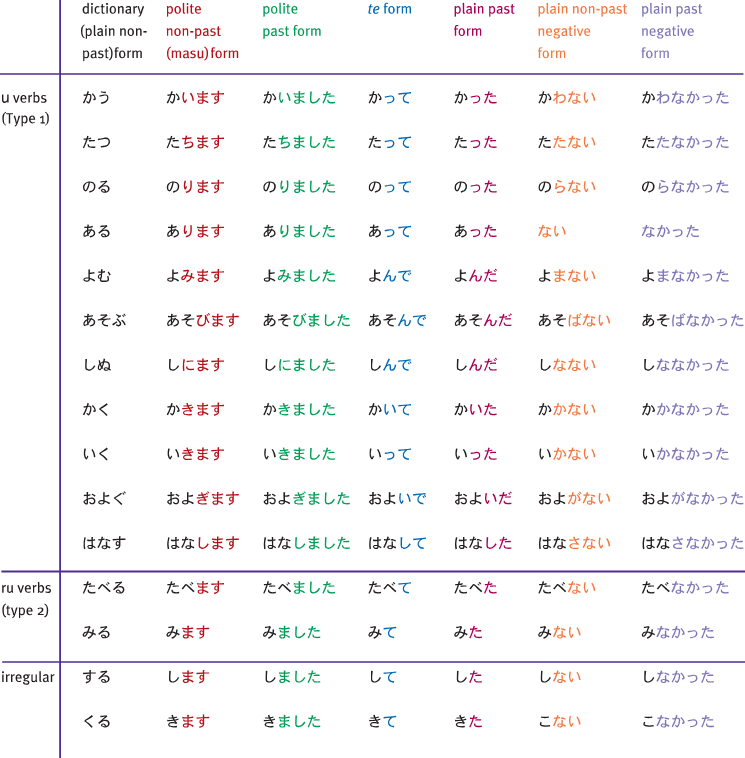 dictionary polite polite te form plain past plain non-past plain past
(plain non- non-past past form form negative negative
past)form (masu)form form form
u verbs かう かいます かいました かって かった かわない かわなかった
(Type 1)
たつ たちます たちました たって たった たたない たたなかった
のる のります のりました のって のった のらない のらなかった
ある あります ありました あって あった ない なかった
よむ よみます よみました よんで よんだ よまない よまなかった
あそぶ あそびます あそびました あそんで あそんだ あそばない あそばなかった
しぬ しにます しにました しんで しんだ しなない しななかった
かく かきます かきました かいて かいた かかない かかなかった
いく いきます いきました いって いった いかない いかなかった
およぐ およぎます およぎました およいで およいだ およがない およがなかった
はなす はなします はなしました はなして はなした はなさない はなさなかった
ru verbs たべる たべます たべました たべて たべた たべない たべなかった
(type 2)
みる みます みました みて みた みない みなかった
irregular する します しました して した しない しなかった
くる きます きました きて きた こない こなかった